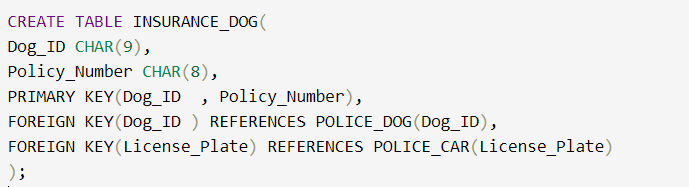 CREATE TABLE INSURANCE_DOG(
Dog_ID CHAR(9),
Policy_Number CHAR(8),
PRIMARY KEY(Dog_ID  , Policy_Number),
FOREIGN KEY(Dog_ID ) REFERENCES POLICE_DOG(Dog_ID),
FOREIGN KEY(License_Plate) REFERENCES POLICE_CAR(License_Plate)
);